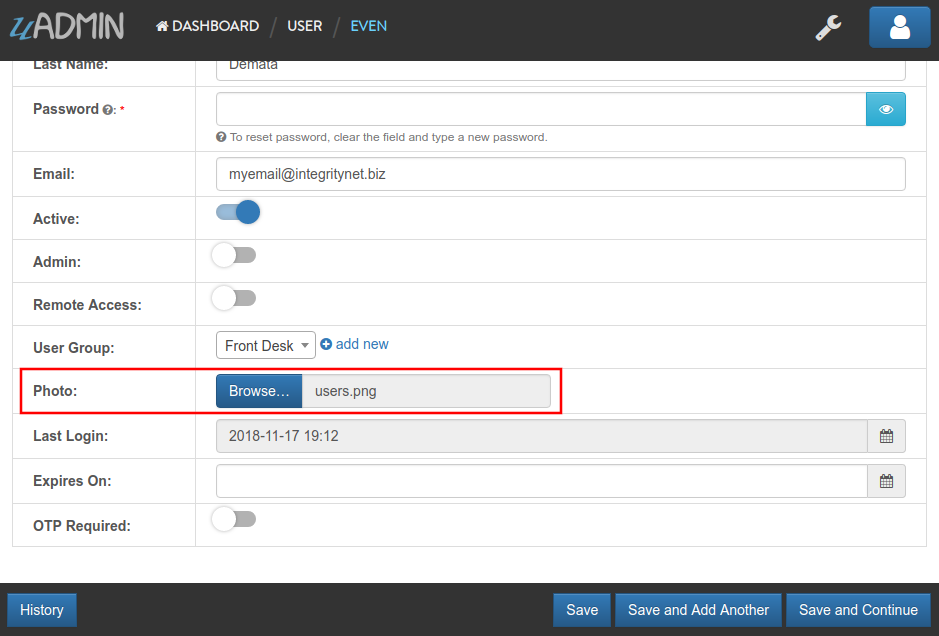 uADMIN DASHBOARD / USER / EVEN
Last Name: Demata
Password ?: *
? To reset password, clear the field and type a new password.
Email: myemail@integritynet.biz
Active:
Admin:
Remote Access:
User Group: Front Desk add new
Photo: Browse... users.png
Last Login: 2018-11-17 19:12
Expires On:
OTP Required:
History Save Save and Add Another Save and Continue